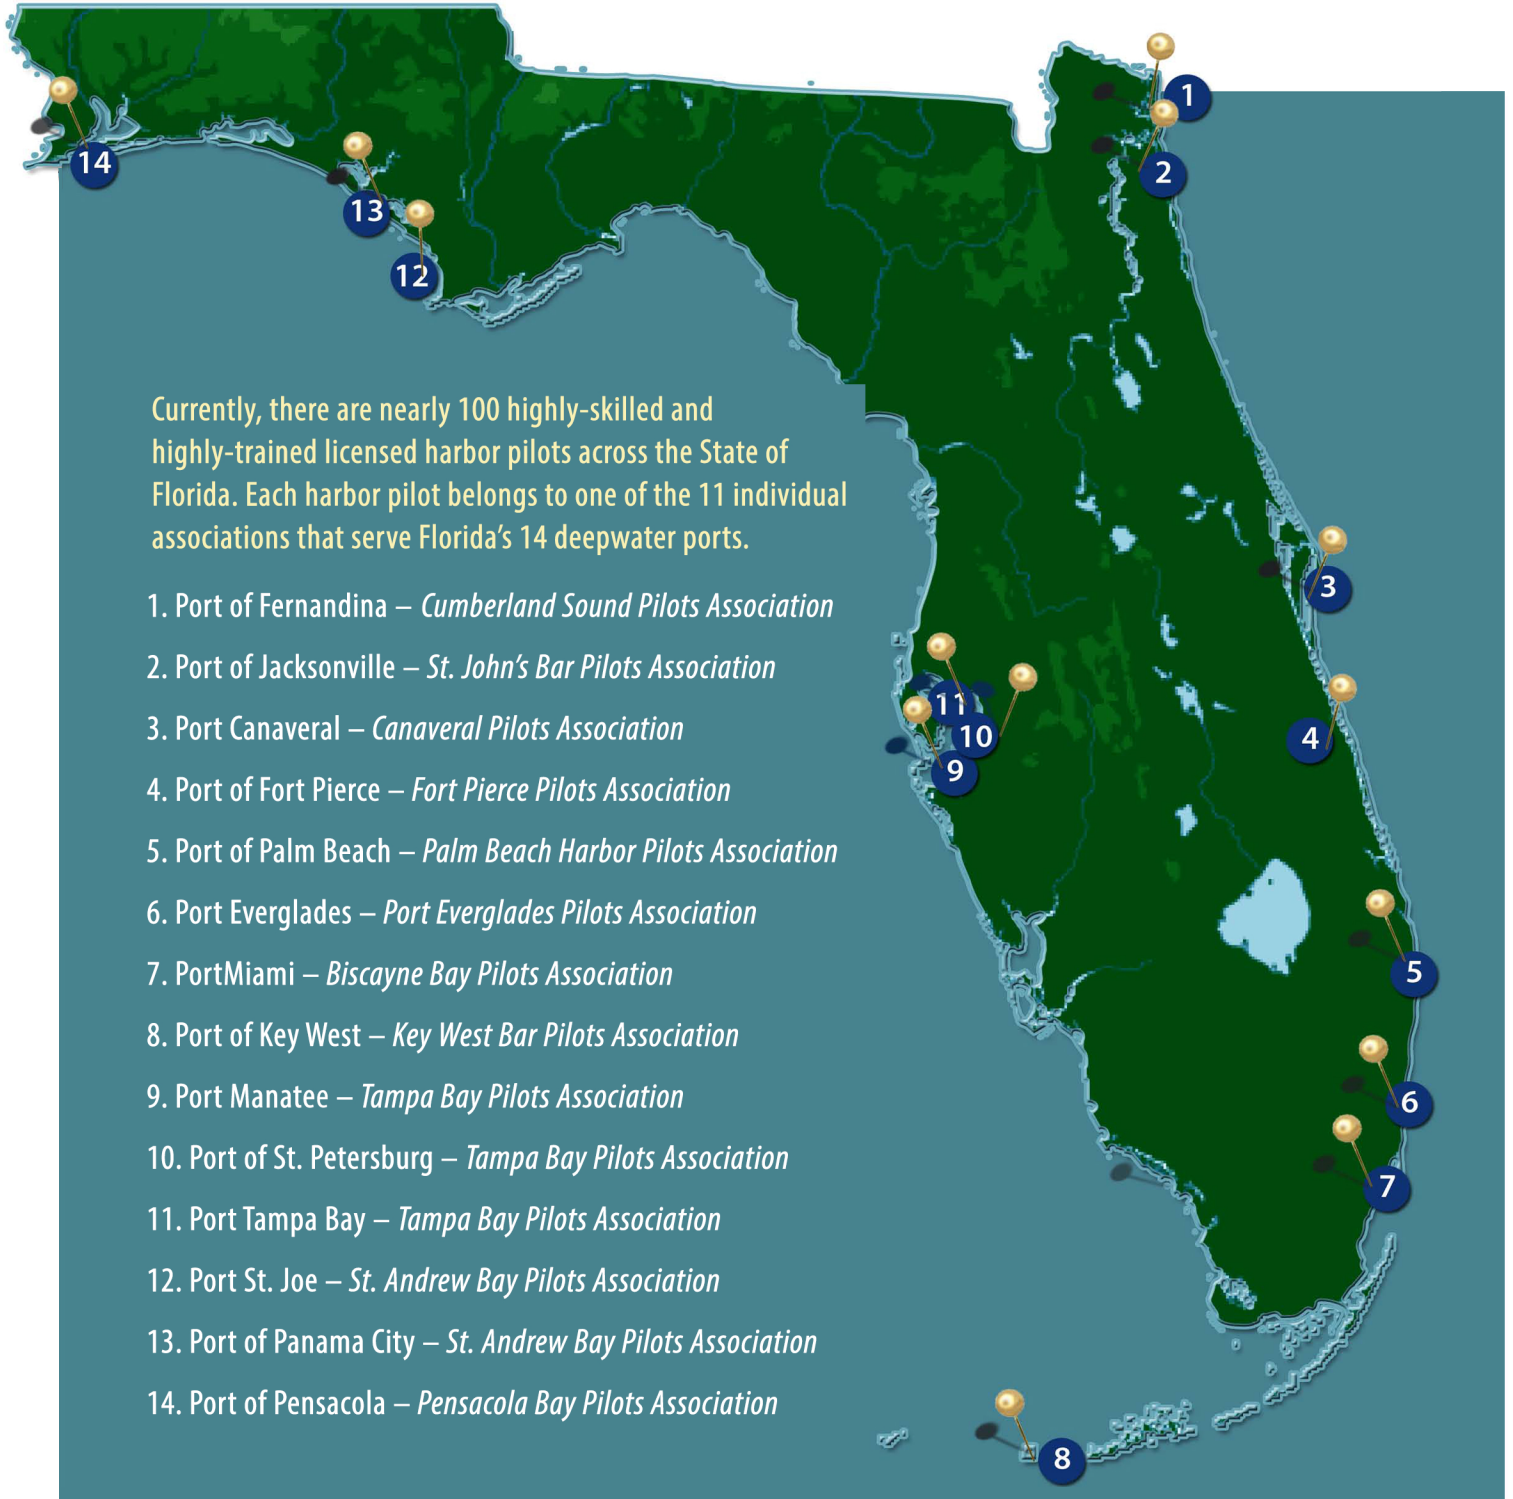 1
2
14
13
12
Currently, there are nearly 100 highly-skilled and
highly-trained licensed harbor pilots across the State of
Florida. Each harbor pilot belongs to one of the 11 individual
associations that serve Florida’s 14 deepwater ports.
3
1. Port of Fernandina – Cumberland Sound Pilots Association
2. Port of Jacksonville – St. John’s Bar Pilots Association
11
10
4
3. Port Canaveral – Canaveral Pilots Association
9
4. Port of Fort Pierce – Fort Pierce Pilots Association
5. Port of Palm Beach – Palm Beach Harbor Pilots Association
6. Port Everglades – Port Everglades Pilots Association
7. PortMiami – Biscayne Bay Pilots Association
5
8. Port of Key West – Key West Bar Pilots Association
9. Port Manatee – Tampa Bay Pilots Association
6
10. Port of St. Petersburg – Tampa Bay Pilots Association
7
11. Port Tampa Bay – Tampa Bay Pilots Association
12. Port St. Joe – St. Andrew Bay Pilots Association
13. Port of Panama City – St. Andrew Bay Pilots Association
14. Port of Pensacola – Pensacola Bay Pilots Association
8